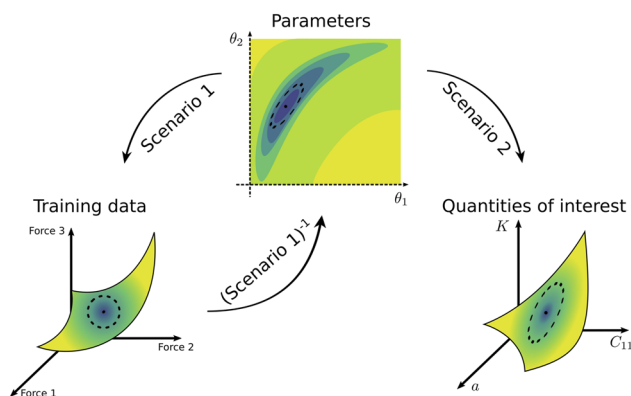 Parameters
θ₂
θ₁
Scenario 1
Scenario 2
(Scenario 1)⁻¹
Training data
Force 3
Force 2
Force 1
Quantities of interest
K
C₁₁
a